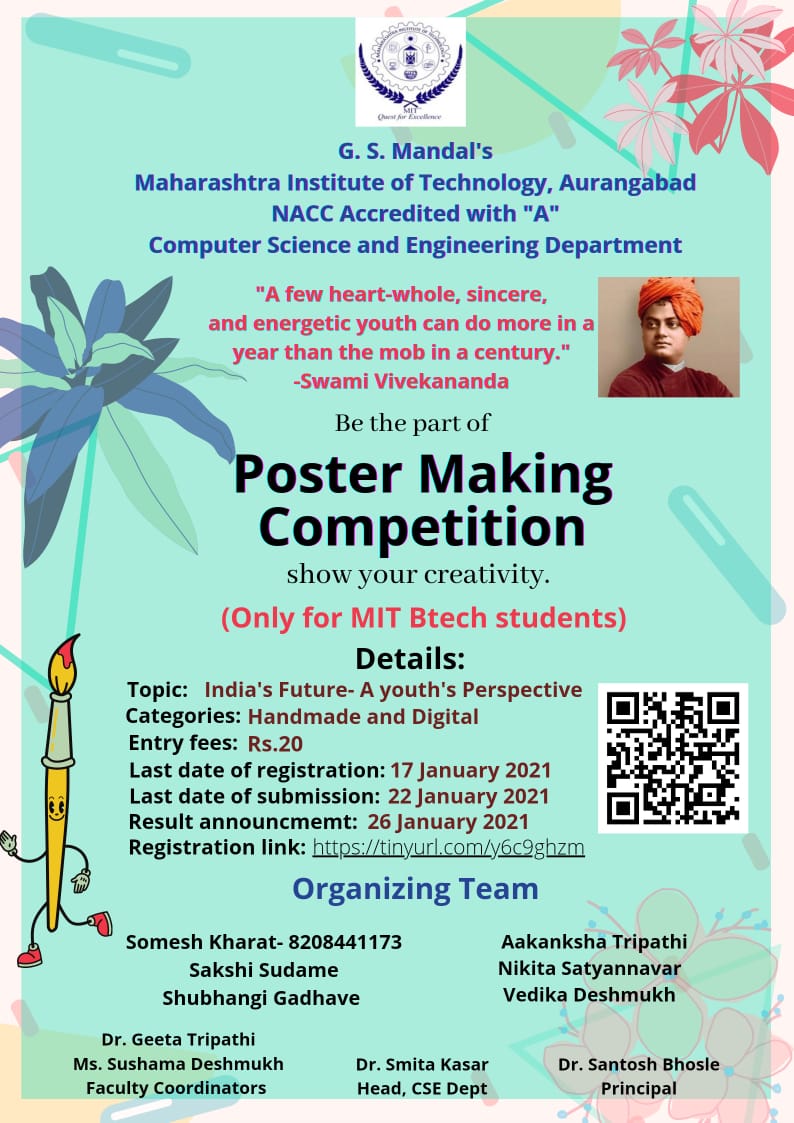 MAHARASHTRA INSTITUTE OF TECHNOLOGY
MIT
Quest for Excellence
G. S. Mandal's
Maharashtra Institute of Technology, Aurangabad
NACC Accredited with "A"
Computer Science and Engineering Department
"A few heart-whole, sincere,
and energetic youth can do more in a
year than the mob in a century."
-Swami Vivekananda
Be the part of
Poster Making
Competition
show your creativity.
(Only for MIT Btech students)
Details:
Topic: India's Future- A youth's Perspective
Categories: Handmade and Digital
Entry fees: Rs.20
Last date of registration: 17 January 2021
Last date of submission: 22 January 2021
Result announcmemt: 26 January 2021
Registration link: https://tinyurl.com/y6c9ghzm
Organizing Team
Somesh Kharat- 8208441173
Sakshi Sudame
Shubhangi Gadhave
Aakanksha Tripathi
Nikita Satyannavar
Vedika Deshmukh
Dr. Geeta Tripathi
Ms. Sushama Deshmukh
Faculty Coordinators
Dr. Smita Kasar
Head, CSE Dept
Dr. Santosh Bhosle
Principal